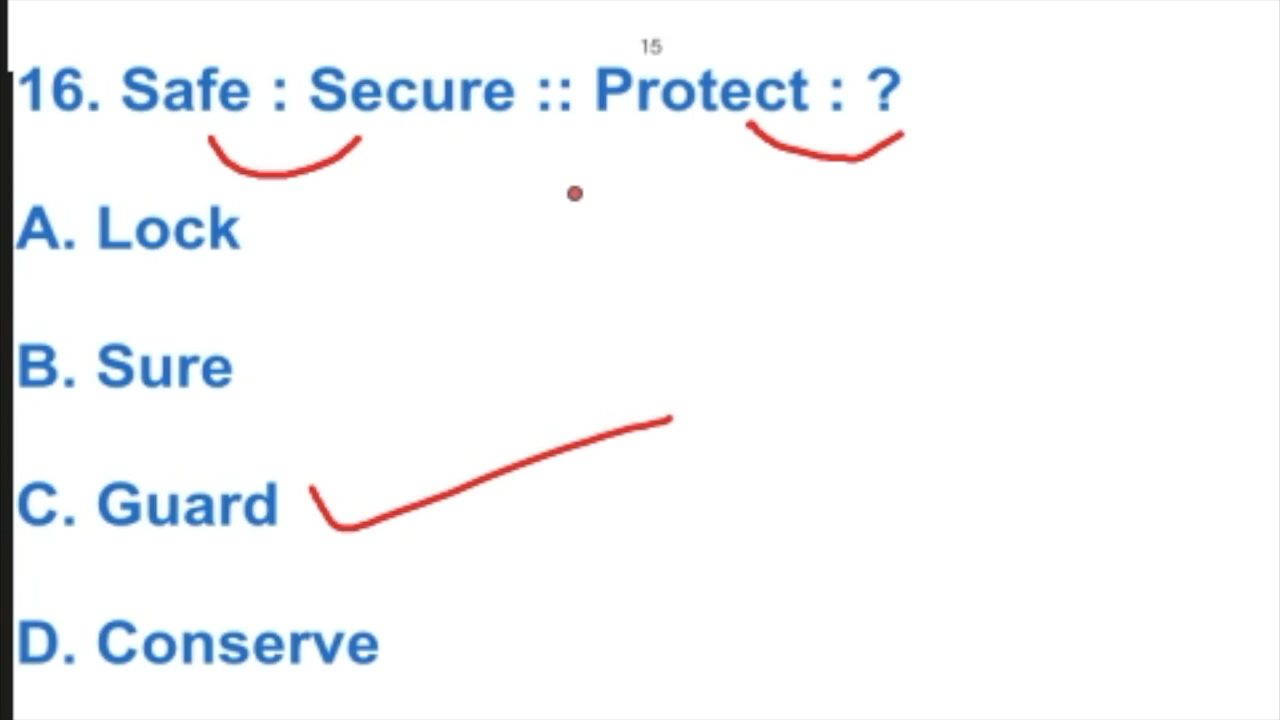 15
16. Safe : Secure :: Protect : ?
A. Lock
B. Sure
C. Guard
D. Conserve